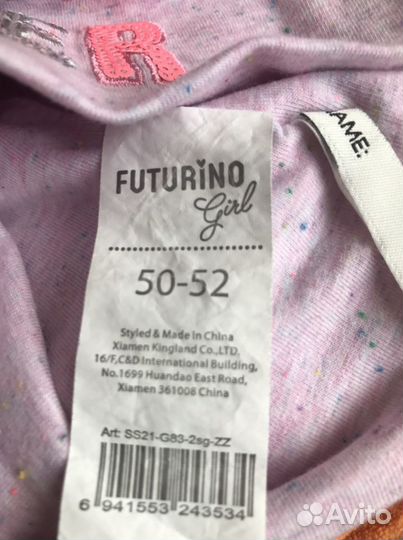 R
AME:
FUTURINO
Girl
50-52
Styled & Made in China
Xiamen Kingland Co.,LTD.
16/F,C&D International Building,
No.1699 Huandao East Road,
Xiamen 361008 China
Art: SS21-G83-2sg-ZZ
6 941553 243534
Avito